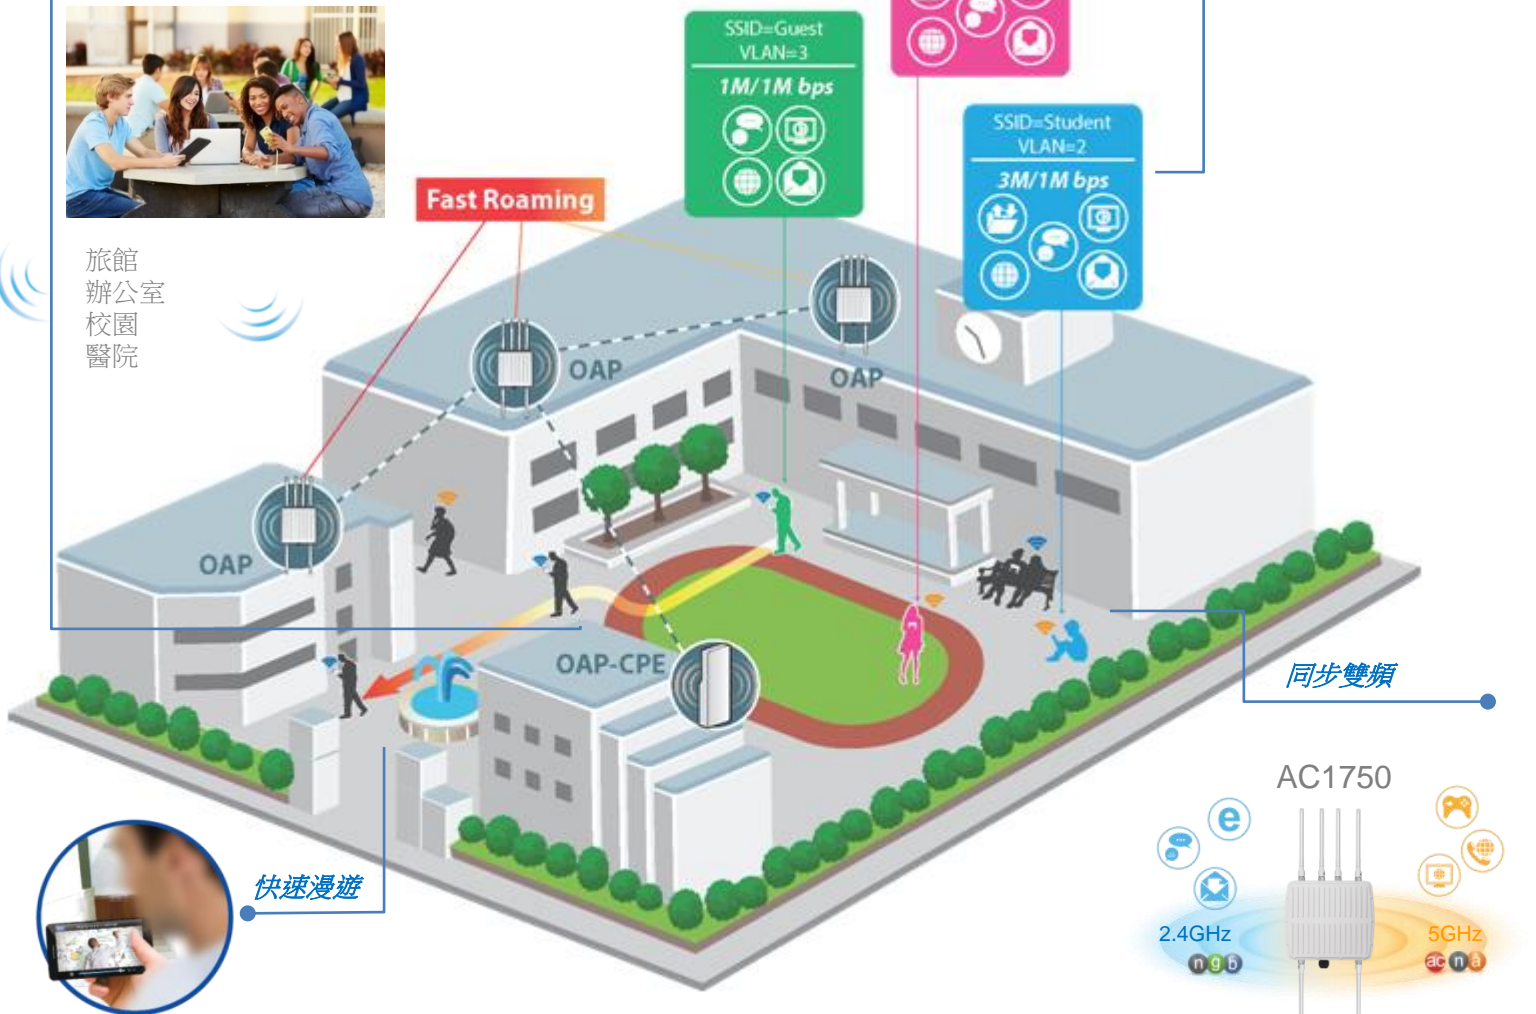 SSID=Guest
VLAN=3
1M/1M bps
SSID=Student
VLAN=2
3M/1M bps
Fast Roaming
旅館
辦公室
校園
醫院
OAP
OAP
OAP
OAP-CPE
同步雙頻
快速漫遊
AC1750
e
2.4GHz
5GHz
n g b
ac n a